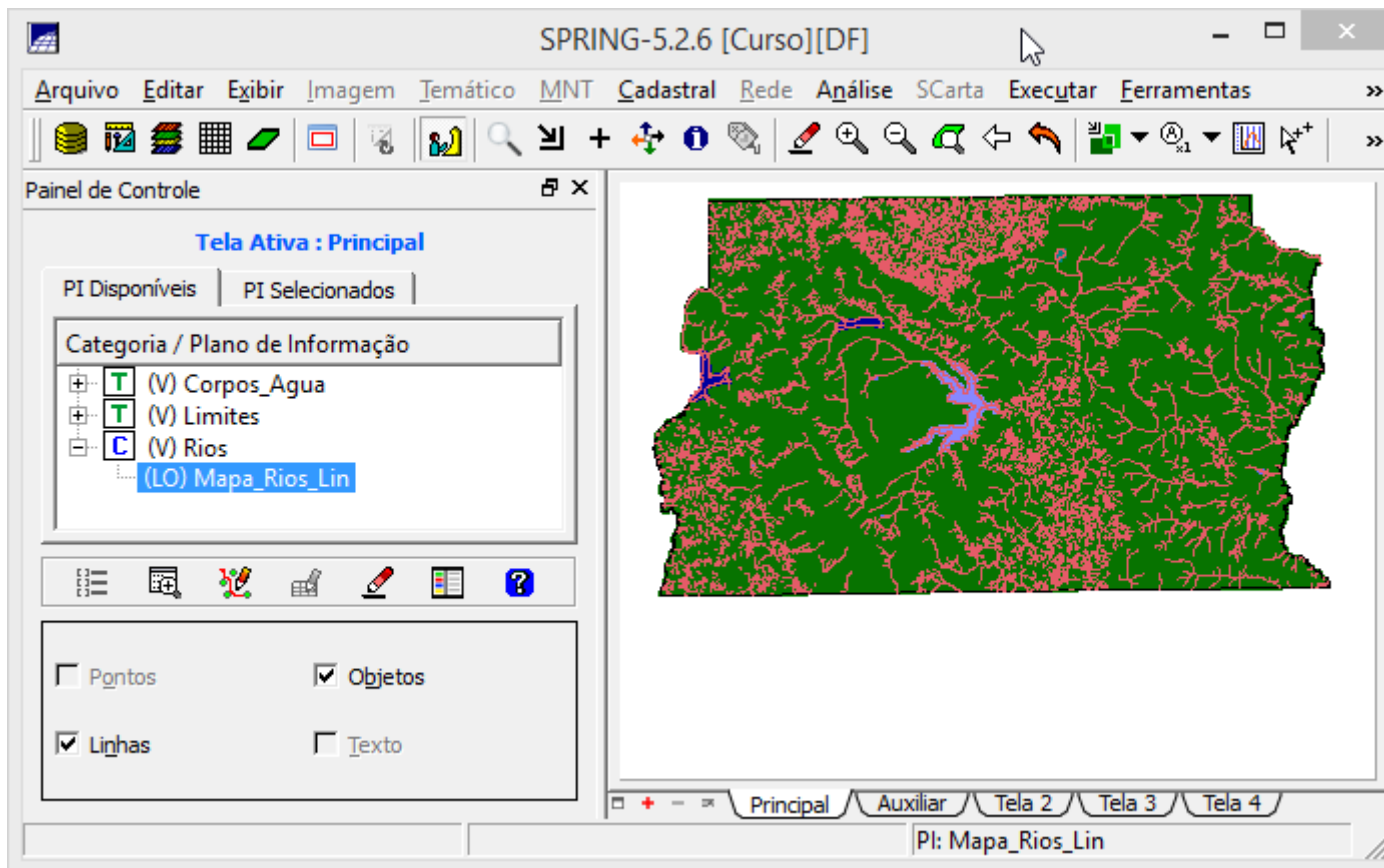 SPRING-5.2.6 [Curso][DF]
Arquivo Editar Exibir Imagem Temático MNT Cadastral Rede Análise SCarta Executar Ferramentas »
Painel de Controle
Tela Ativa : Principal
PI Disponíveis PI Selecionados
Categoria / Plano de Informação
T (V) Corpos_Agua
T (V) Limites
C (V) Rios
(LO) Mapa_Rios_Lin
Pontos Objetos
Linhas Texto
Principal Auxiliar Tela 2 Tela 3 Tela 4
PI: Mapa_Rios_Lin